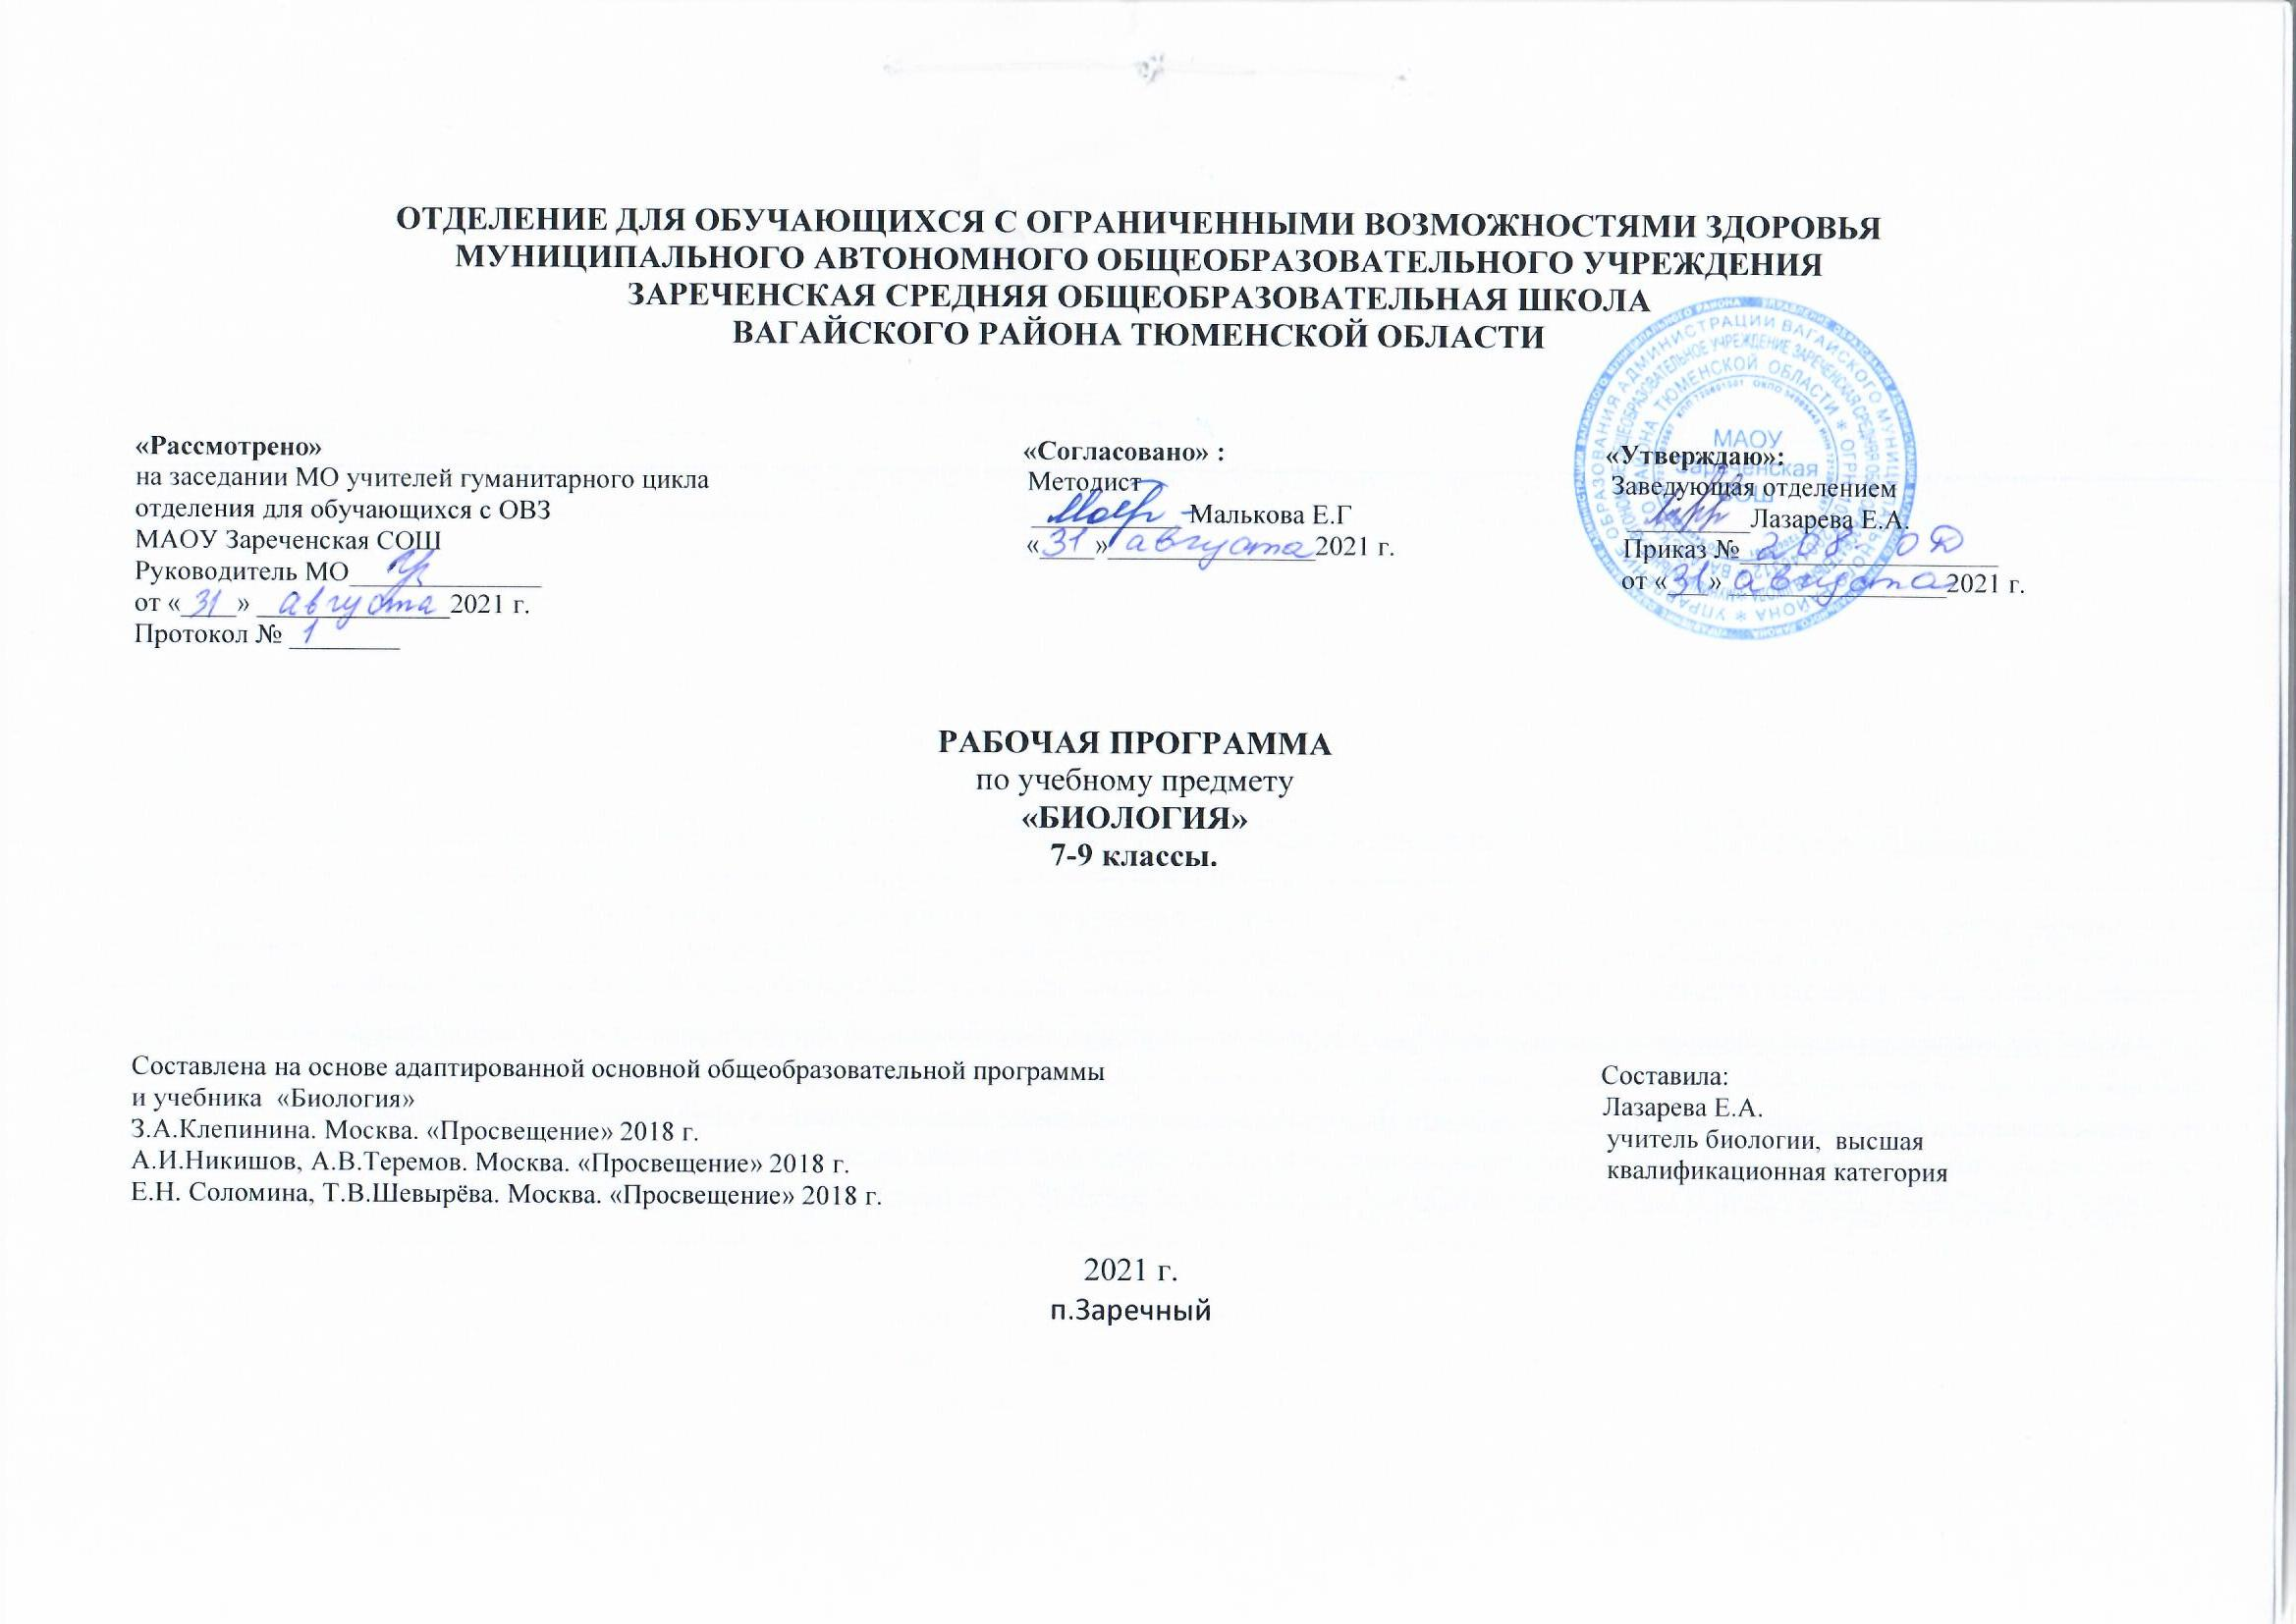 ОТДЕЛЕНИЕ ДЛЯ ОБУЧАЮЩИХСЯ С ОГРАНИЧЕННЫМИ ВОЗМОЖНОСТЯМИ ЗДОРОВЬЯ
МУНИЦИПАЛЬНОГО АВТОНОМНОГО ОБЩЕОБРАЗОВАТЕЛЬНОГО УЧРЕЖДЕНИЯ
ЗАРЕЧЕНСКАЯ СРЕДНЯЯ ОБЩЕОБРАЗОВАТЕЛЬНАЯ ШКОЛА
ВАГАЙСКОГО РАЙОНА ТЮМЕНСКОЙ ОБЛАСТИ
«Рассмотрено»
на заседании МО учителей гуманитарного цикла
отделения для обучающихся с ОВЗ
МАОУ Зареченская СОШ
Руководитель МО
от «31» августа 2021 г.
Протокол № 1
«Согласовано» :
Методист
Малькова Е.Г
«31» августа 2021 г.
«Утверждаю»:
Заведующая отделением
Лазарева Е.А.
Приказ № 268. ОД
от «31» августа 2021 г.
МАОУ
Зареченская
СОШ
РАБОЧАЯ ПРОГРАММА
по учебному предмету
«БИОЛОГИЯ»
7-9 классы.
Составлена на основе адаптированной основной общеобразовательной программы
и учебника «Биология»
З.А.Клепинина. Москва. «Просвещение» 2018 г.
А.И.Никишов, А.В.Теремов. Москва. «Просвещение» 2018 г.
Е.Н. Соломина, Т.В.Шевырёва. Москва. «Просвещение» 2018 г.
Составила:
Лазарева Е.А.
учитель биологии, высшая
квалификационная категория
2021 г.
п.Заречный